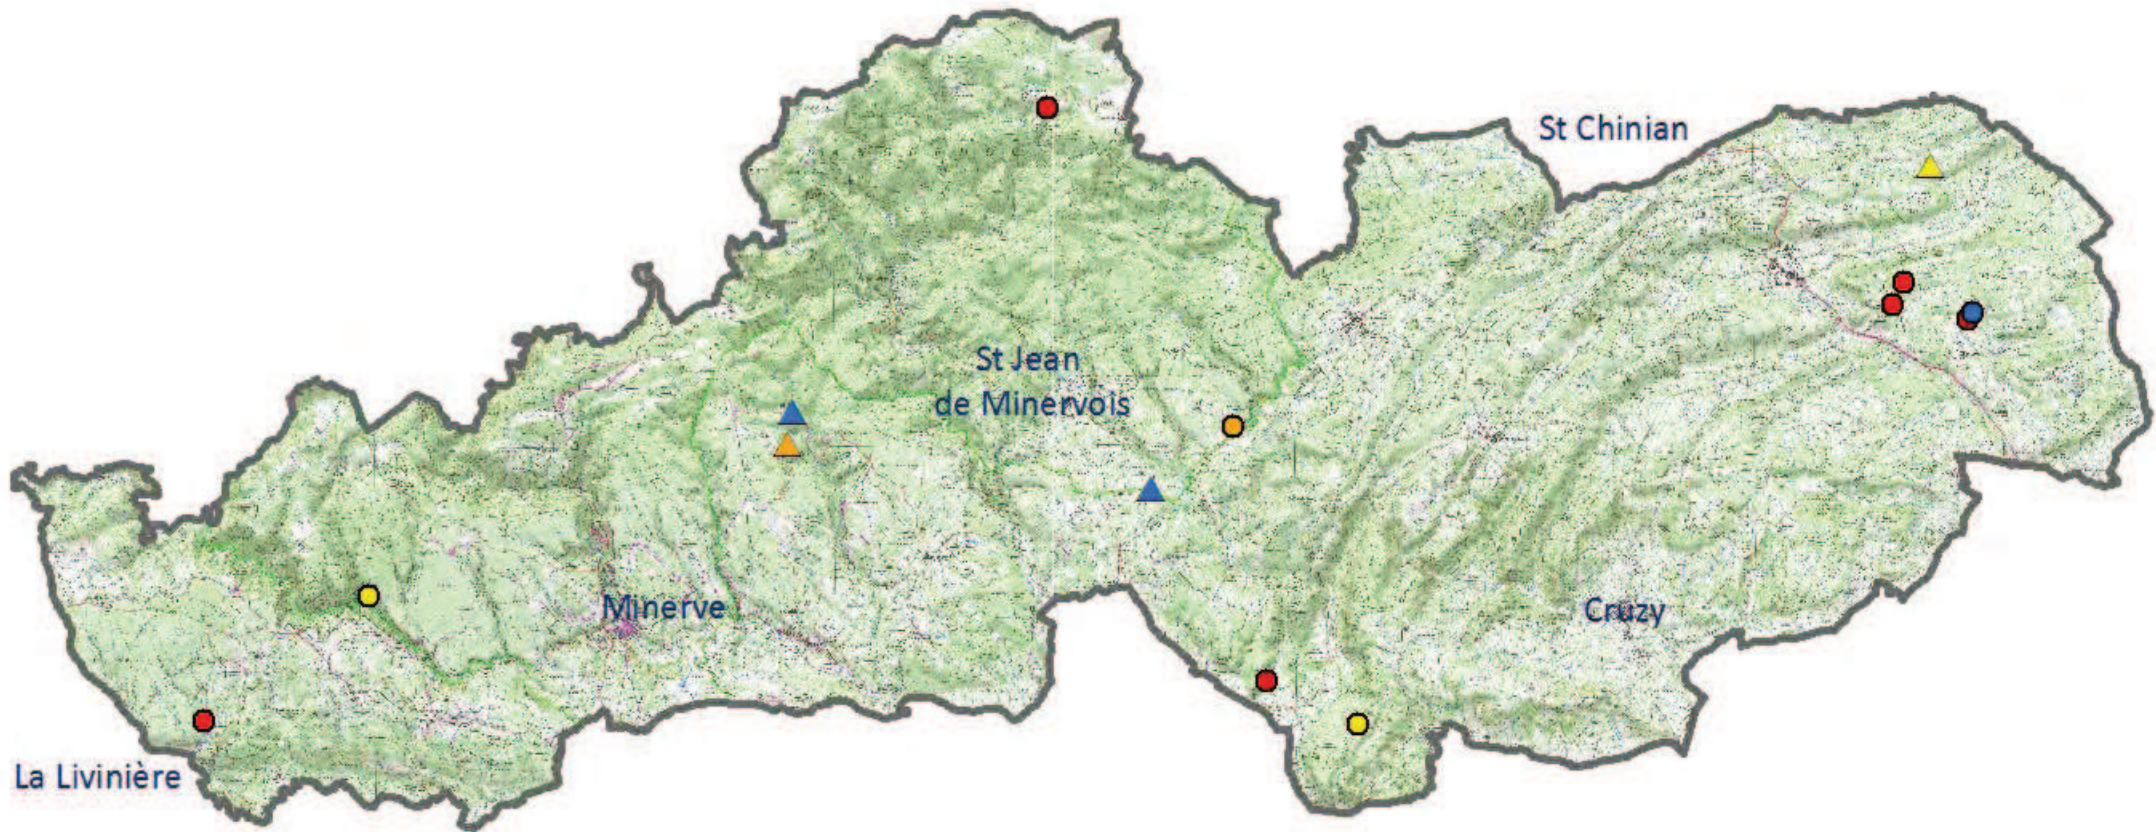 St Chinian
St Jean
de Minervois
Minerve
Cruzy
La Livinière